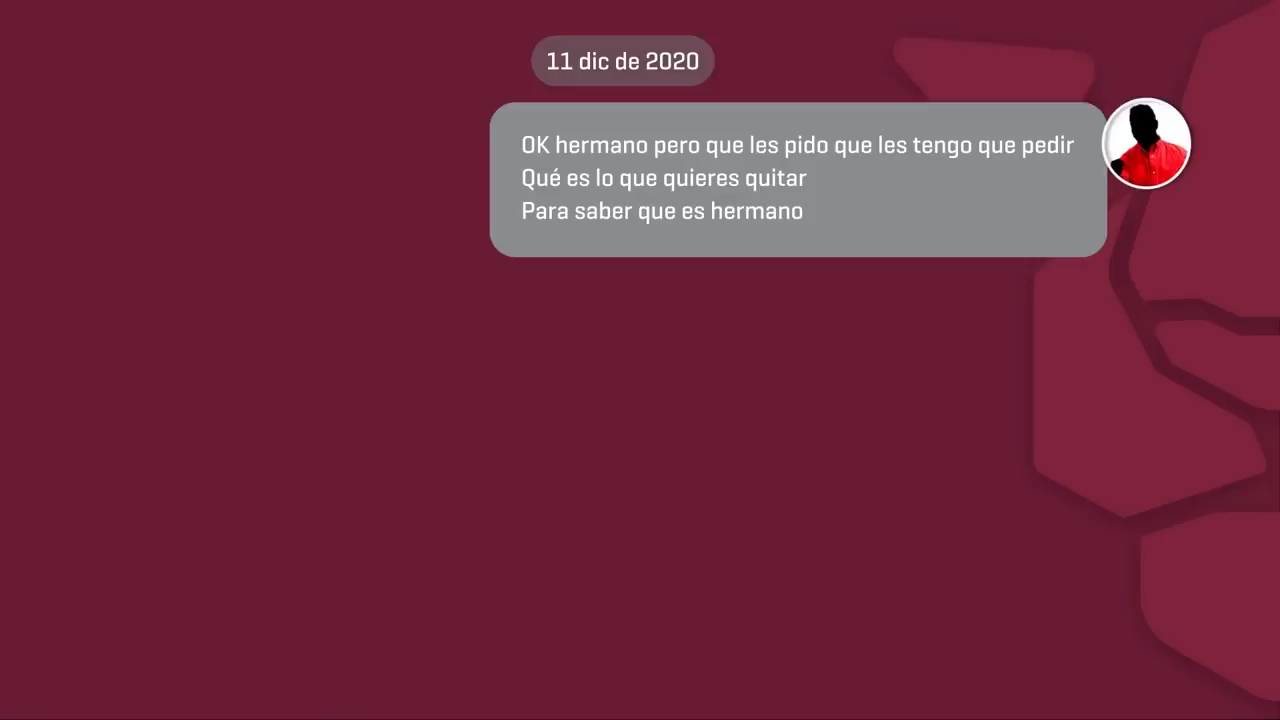 11 dic de 2020
OK hermano pero que les pido que les tengo que pedir
Qué es lo que quieres quitar
Para saber que es hermano